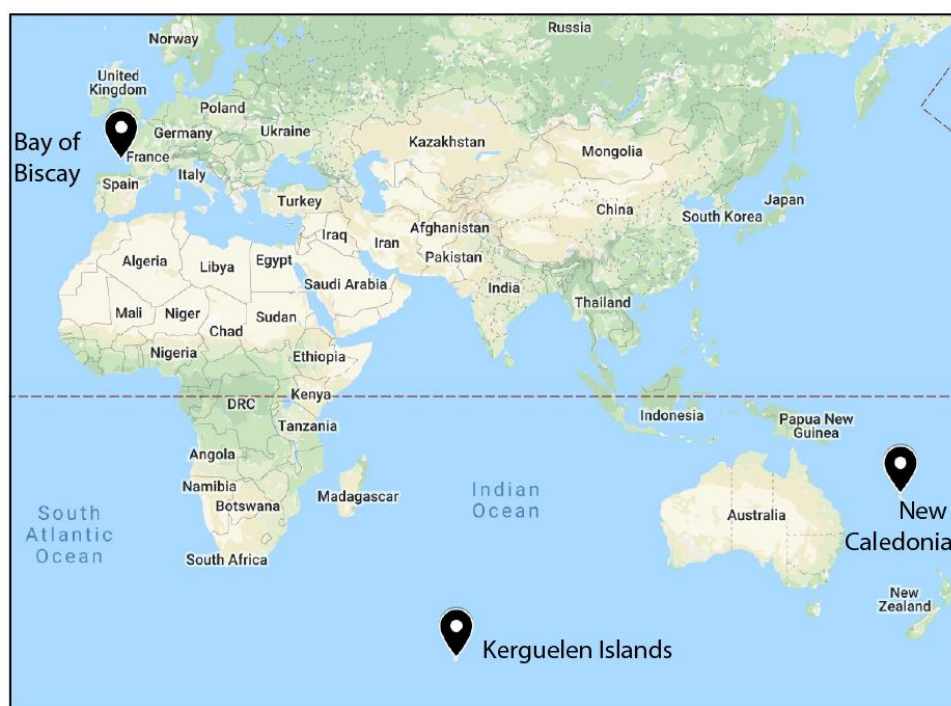 Russia
Norway
United
Kingdom
Poland
Bay of
Biscay
Germany
Ukraine
Kazakhstan
Mongolia
France
Italy
Spain
Turkey
Japan
China
South Korea
Iraq
Iran
Afghanistan
Pakistan
Algeria
Libya
Egypt
Saudi Arabia
India
Mali
Niger
Chad
Sudan
Thailand
Nigeria
Ethiopia
DRC
Kenya
Tanzania
Indonesia
Papua New
Guinea
Angola
Namibia
Botswana
Madagascar
Indian
Ocean
Australia
New
Caledonia
South
Atlantic
Ocean
South Africa
New
Zealand
Kerguelen Islands